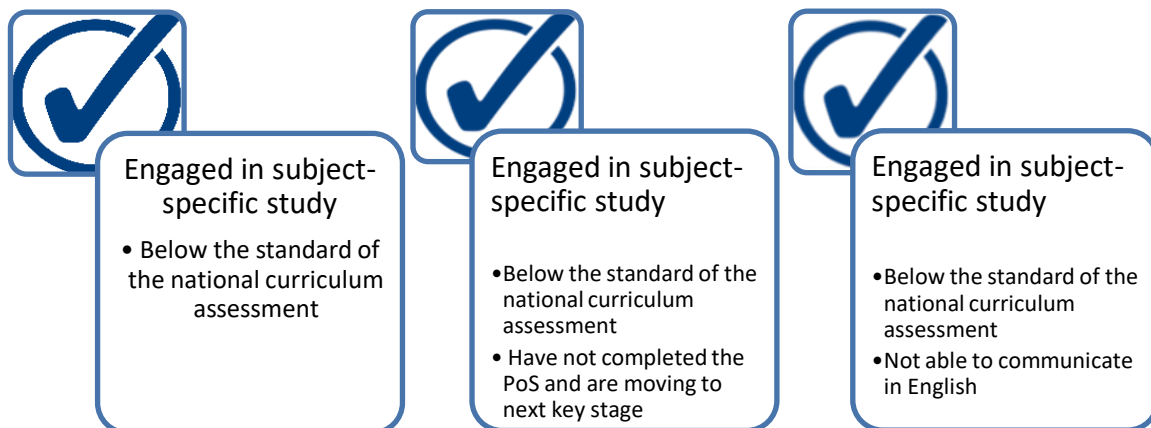 Engaged in subject-
specific study
• Below the standard of
the national curriculum
assessment
Engaged in subject-
specific study
•Below the standard of the
national curriculum
assessment
• Have not completed the
PoS and are moving to
next key stage
Engaged in subject-
specific study
•Below the standard of the
national curriculum
assessment
•Not able to communicate
in English